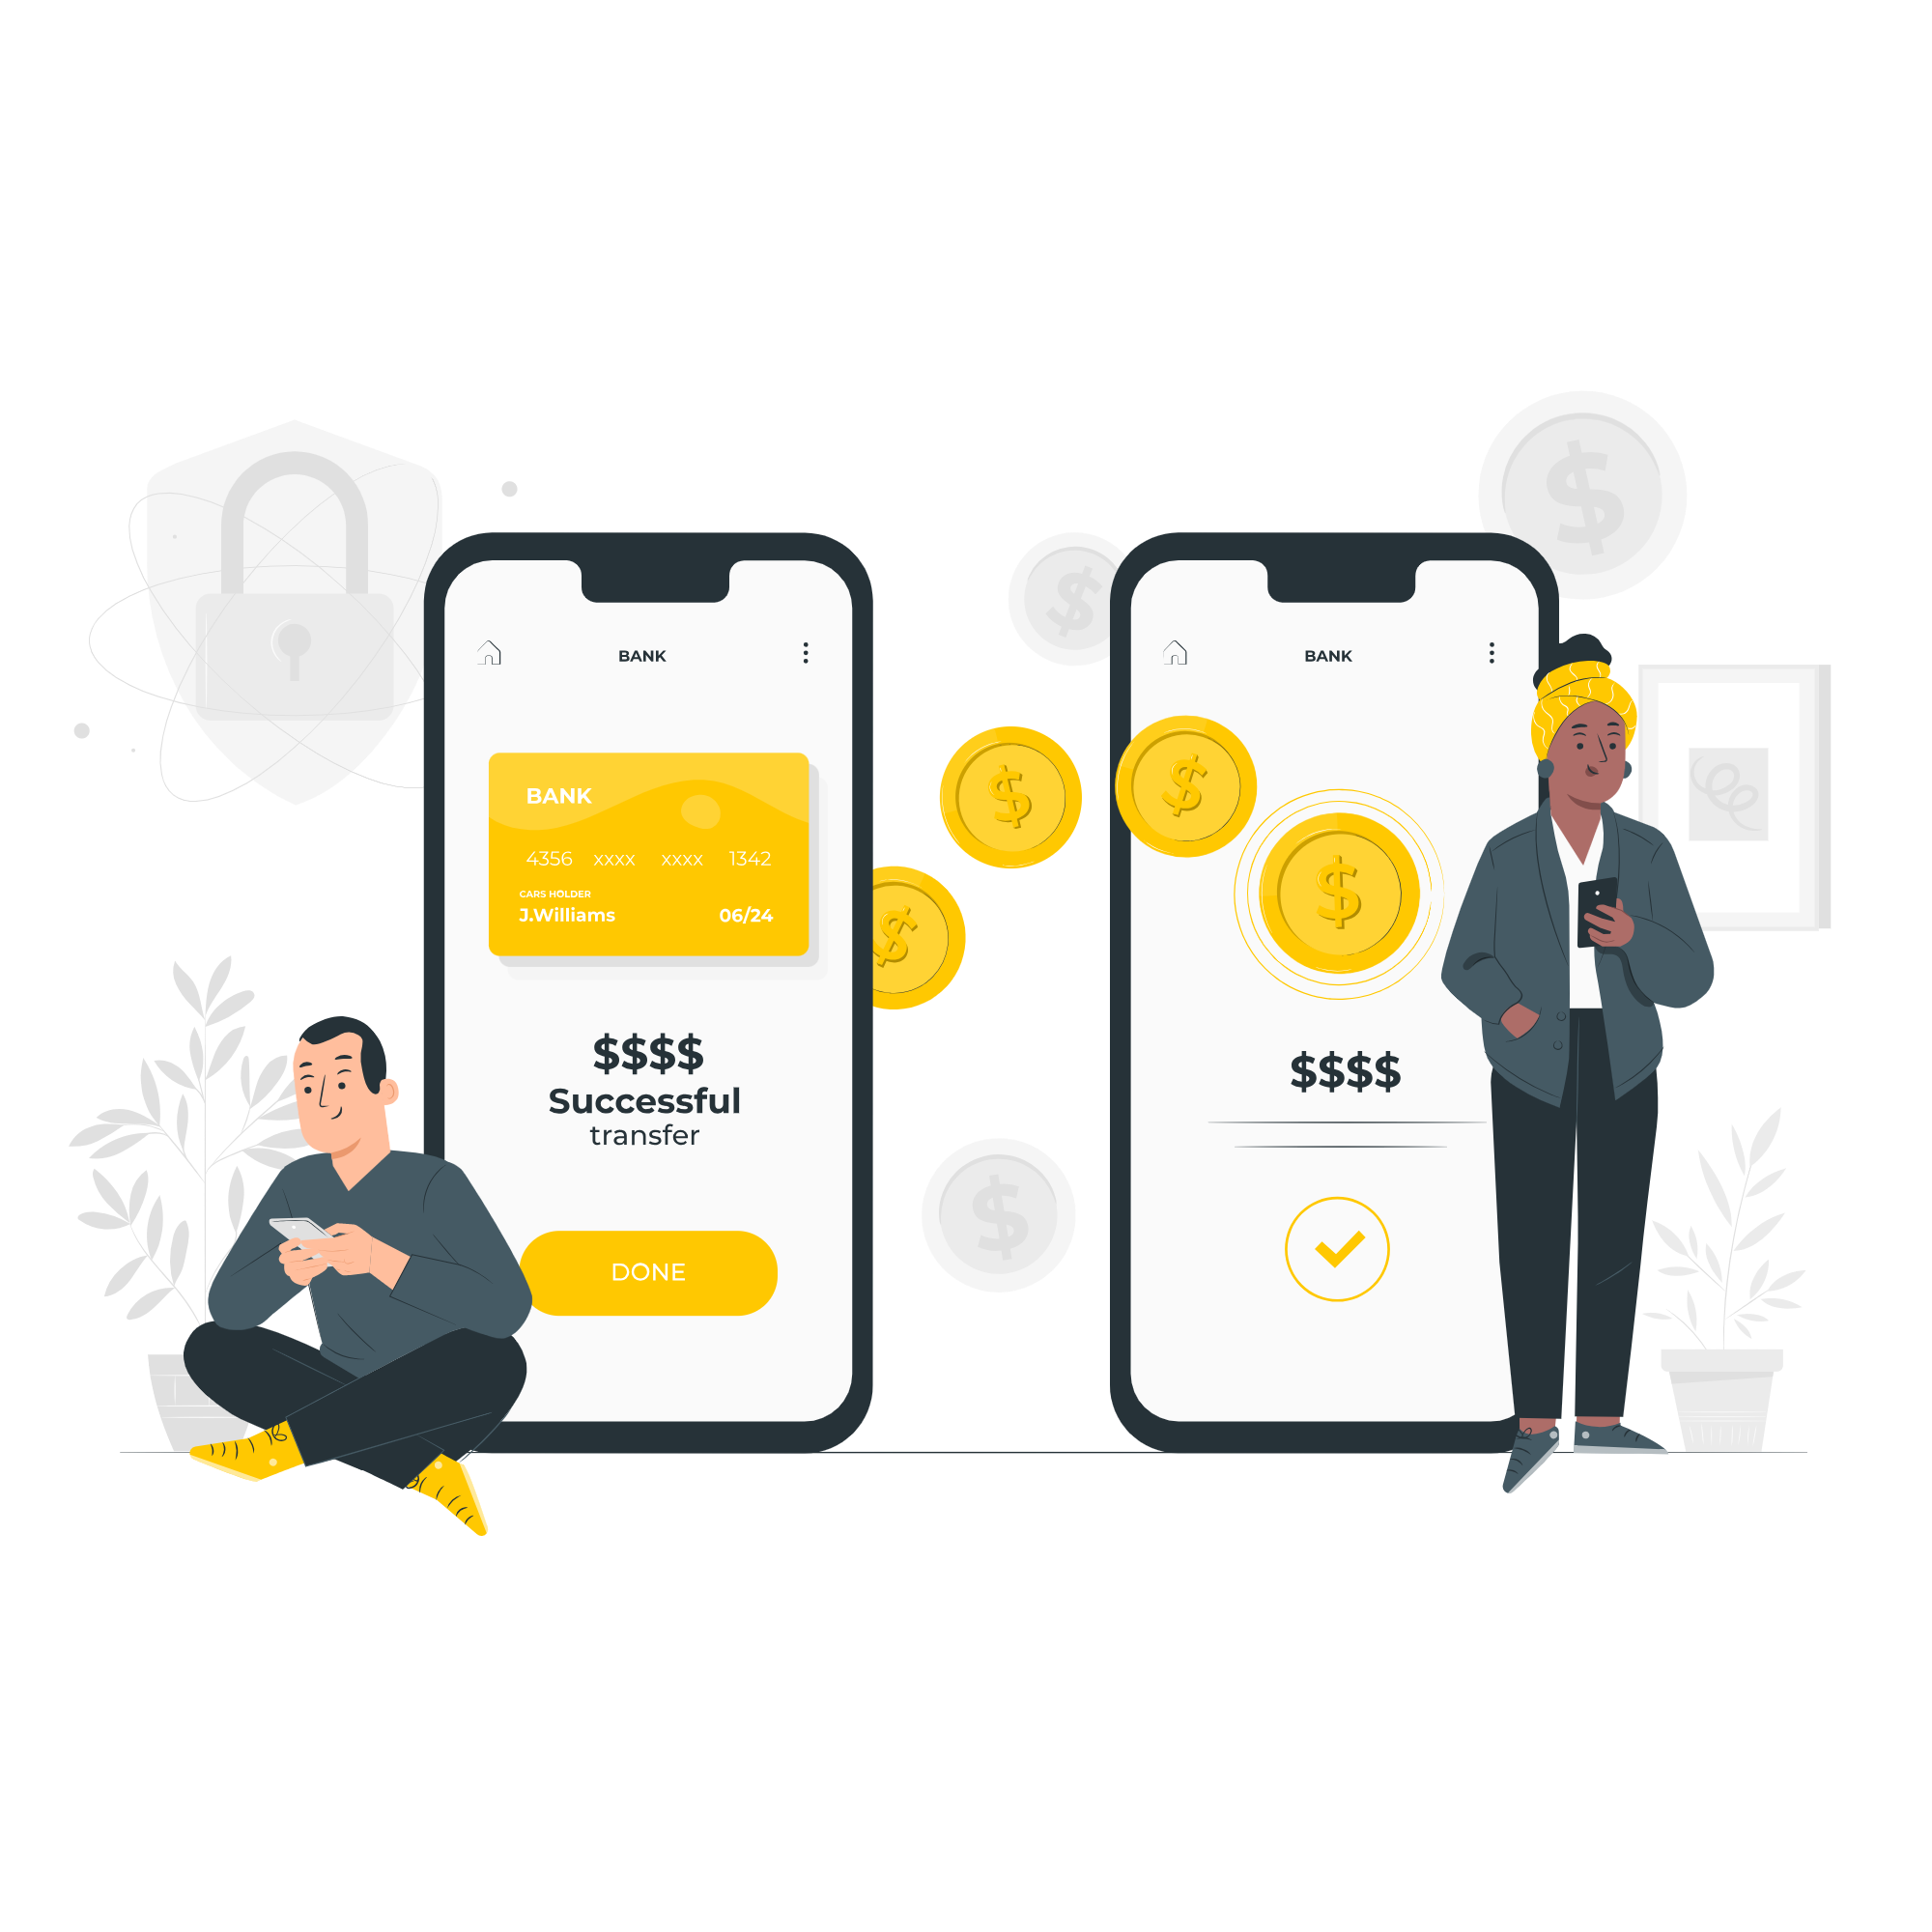 BANK
BANK
4356 xxxx xxxx 1342
CARS HOLDER
J.Williams 06/24
$$$$
Successful
transfer
DONE
$
$
$
BANK
$
$
$$$$
$
$